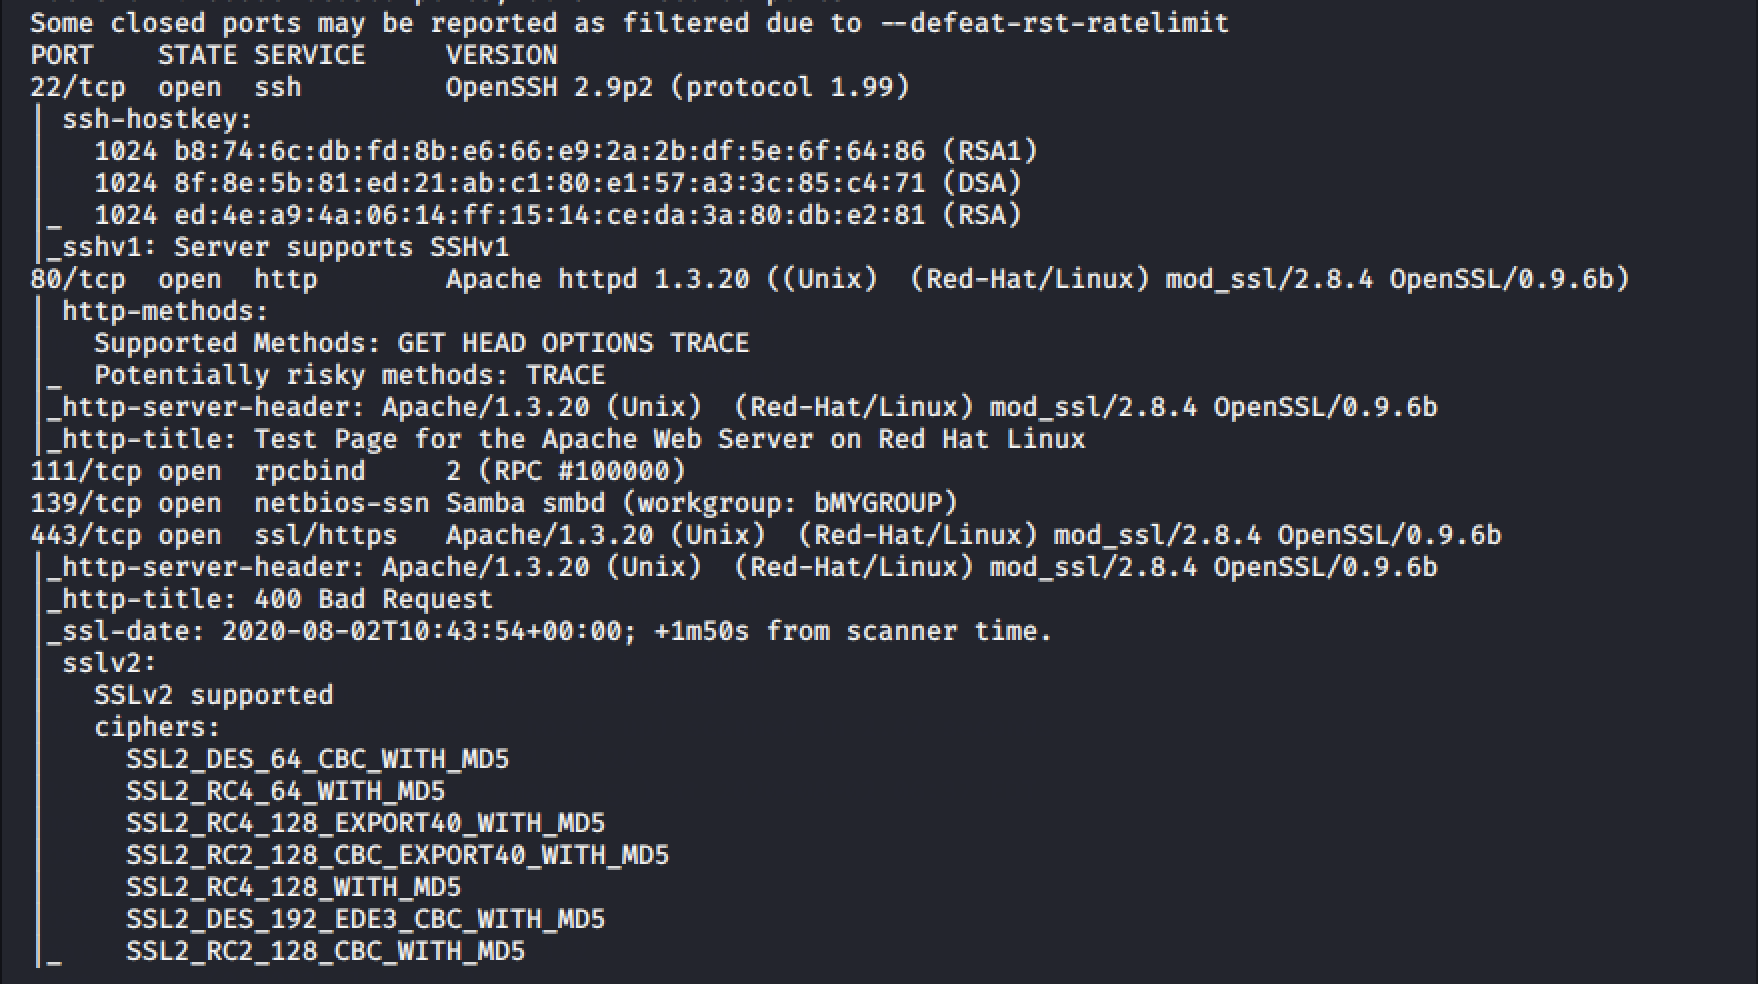 Some closed ports may be reported as filtered due to --defeat-rst-ratelimit
PORT    STATE SERVICE     VERSION
22/tcp  open  ssh         OpenSSH 2.9p2 (protocol 1.99)
| ssh-hostkey:
|   1024 b8:74:6c:db:fd:8b:e6:66:e9:2a:2b:df:5e:6f:64:86 (RSA1)
|   1024 8f:8e:5b:81:ed:21:ab:c1:80:e1:57:a3:3c:85:c4:71 (DSA)
|_  1024 ed:4e:a9:4a:06:14:ff:15:14:ce:da:3a:80:db:e2:81 (RSA)
|_sshv1: Server supports SSHv1
80/tcp  open  http        Apache httpd 1.3.20 ((Unix)  (Red-Hat/Linux) mod_ssl/2.8.4 OpenSSL/0.9.6b)
| http-methods:
|   Supported Methods: GET HEAD OPTIONS TRACE
|_  Potentially risky methods: TRACE
|_http-server-header: Apache/1.3.20 (Unix)  (Red-Hat/Linux) mod_ssl/2.8.4 OpenSSL/0.9.6b
|_http-title: Test Page for the Apache Web Server on Red Hat Linux
111/tcp open  rpcbind     2 (RPC #100000)
139/tcp open  netbios-ssn Samba smbd (workgroup: bMYGROUP)
443/tcp open  ssl/https   Apache/1.3.20 (Unix)  (Red-Hat/Linux) mod_ssl/2.8.4 OpenSSL/0.9.6b
|_http-server-header: Apache/1.3.20 (Unix)  (Red-Hat/Linux) mod_ssl/2.8.4 OpenSSL/0.9.6b
|_http-title: 400 Bad Request
|_ssl-date: 2020-08-02T10:43:54+00:00; +1m50s from scanner time.
| sslv2:
|   SSLv2 supported
|   ciphers:
|     SSL2_DES_64_CBC_WITH_MD5
|     SSL2_RC4_64_WITH_MD5
|     SSL2_RC4_128_EXPORT40_WITH_MD5
|     SSL2_RC2_128_CBC_EXPORT40_WITH_MD5
|     SSL2_RC4_128_WITH_MD5
|     SSL2_DES_192_EDE3_CBC_WITH_MD5
|_    SSL2_RC2_128_CBC_WITH_MD5